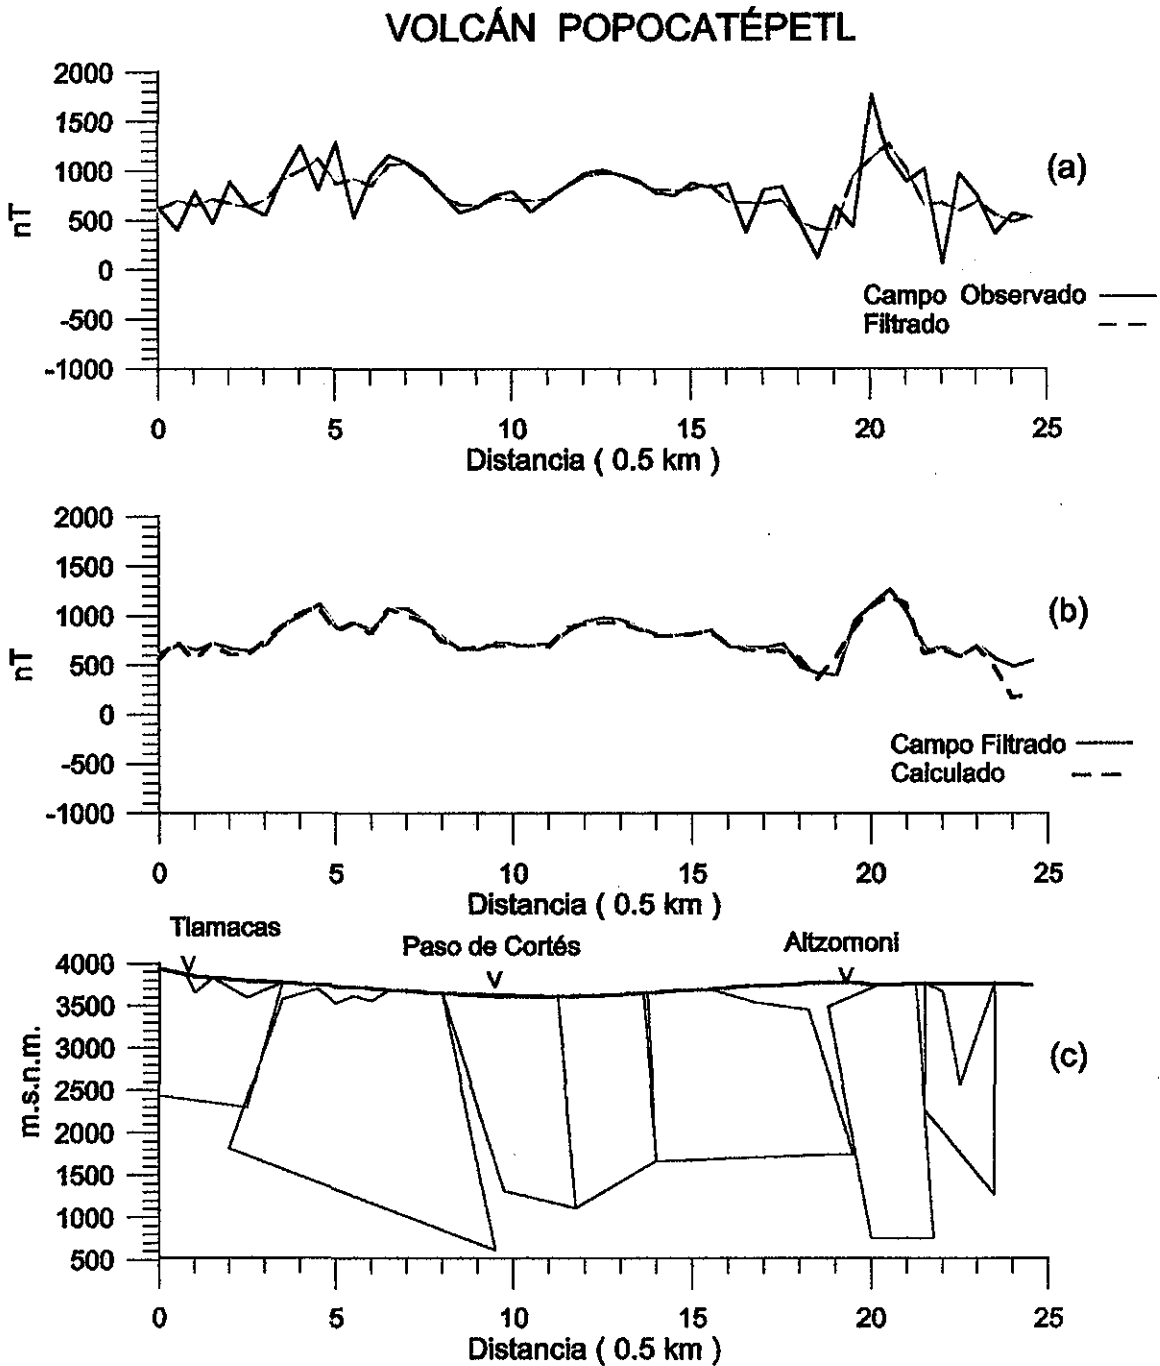 VOLCÁN POPOCATÉPETL
2000
1500
1000
500
0
-500
-1000
nT
(a)
Campo Observado
Filtrado
0 5 10 15 20 25
Distancia ( 0.5 km )
2000
1500
1000
500
0
-500
-1000
nT
(b)
Campo Filtrado
Calculado
0 5 10 15 20 25
Distancia ( 0.5 km )
Tlamacas
Paso de Cortés
Altzomoni
4000
3500
3000
2500
2000
1500
1000
500
m.s.n.m.
(c)
0 5 10 15 20 25
Distancia ( 0.5 km )